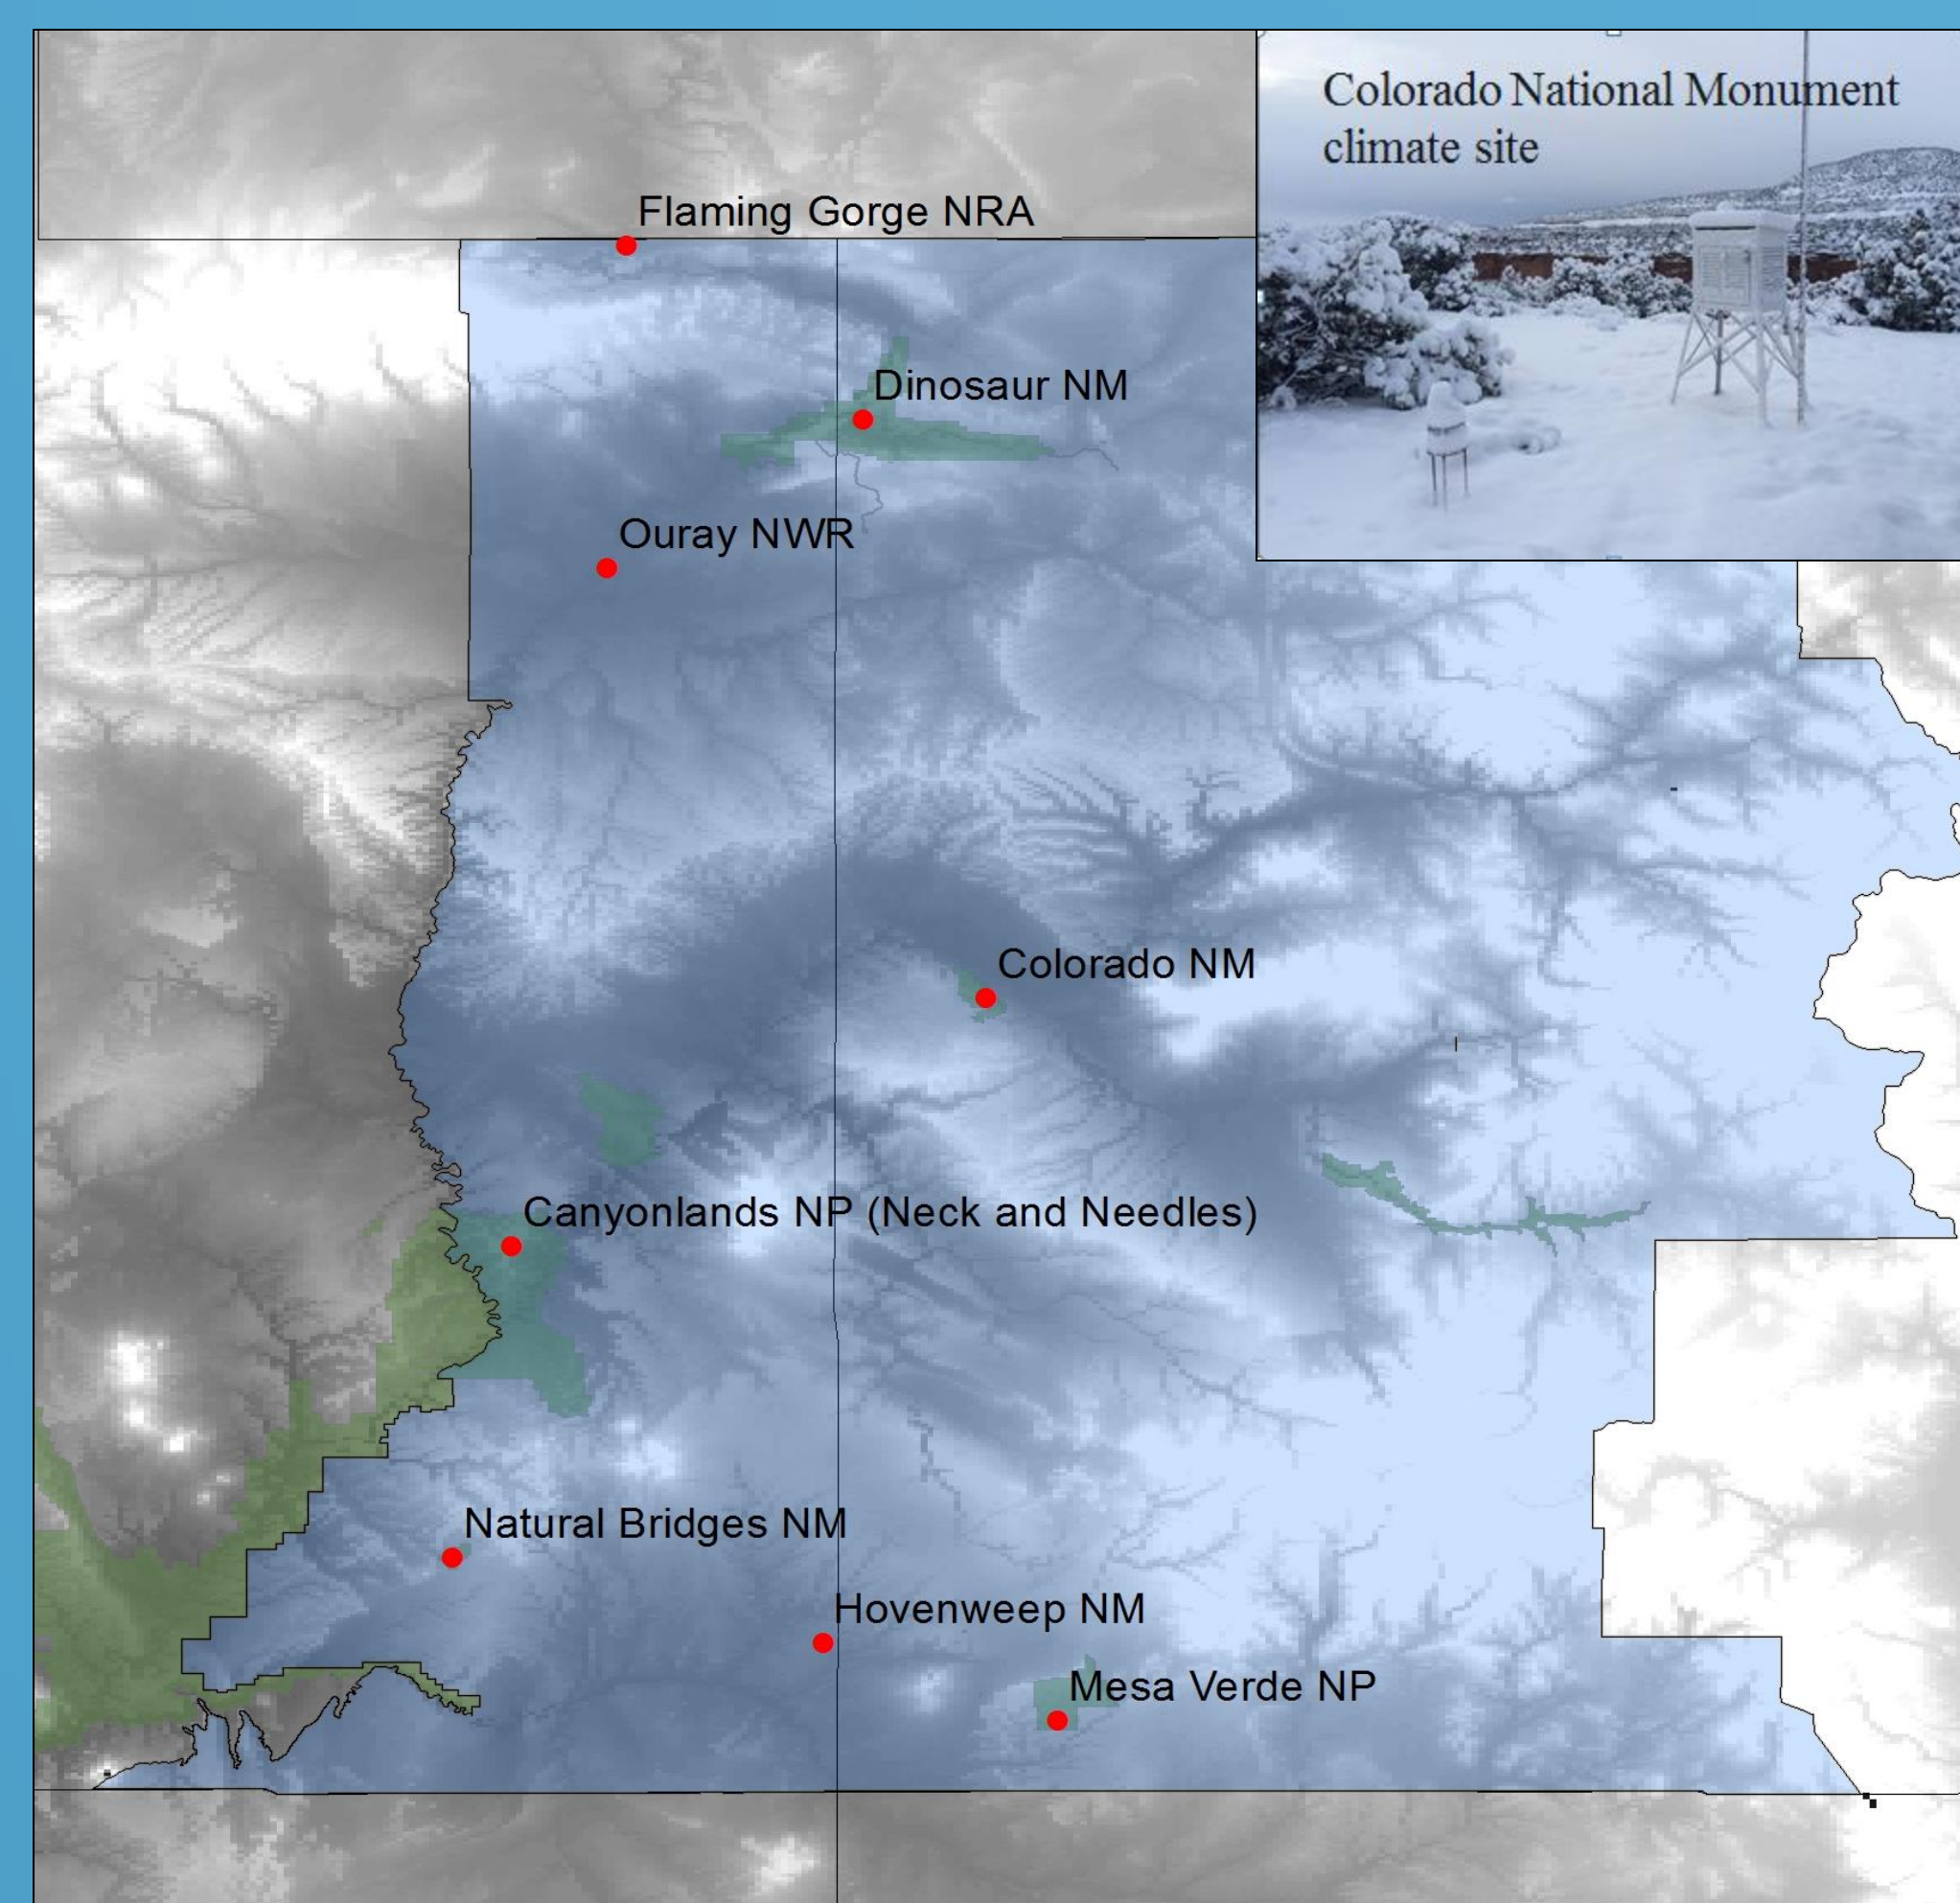 Colorado National Monument
climate site
Flaming Gorge NRA
Dinosaur NM
Ouray NWR
Colorado NM
Canyonlands NP (Neck and Needles)
Natural Bridges NM
Hovenweep NM
Mesa Verde NP